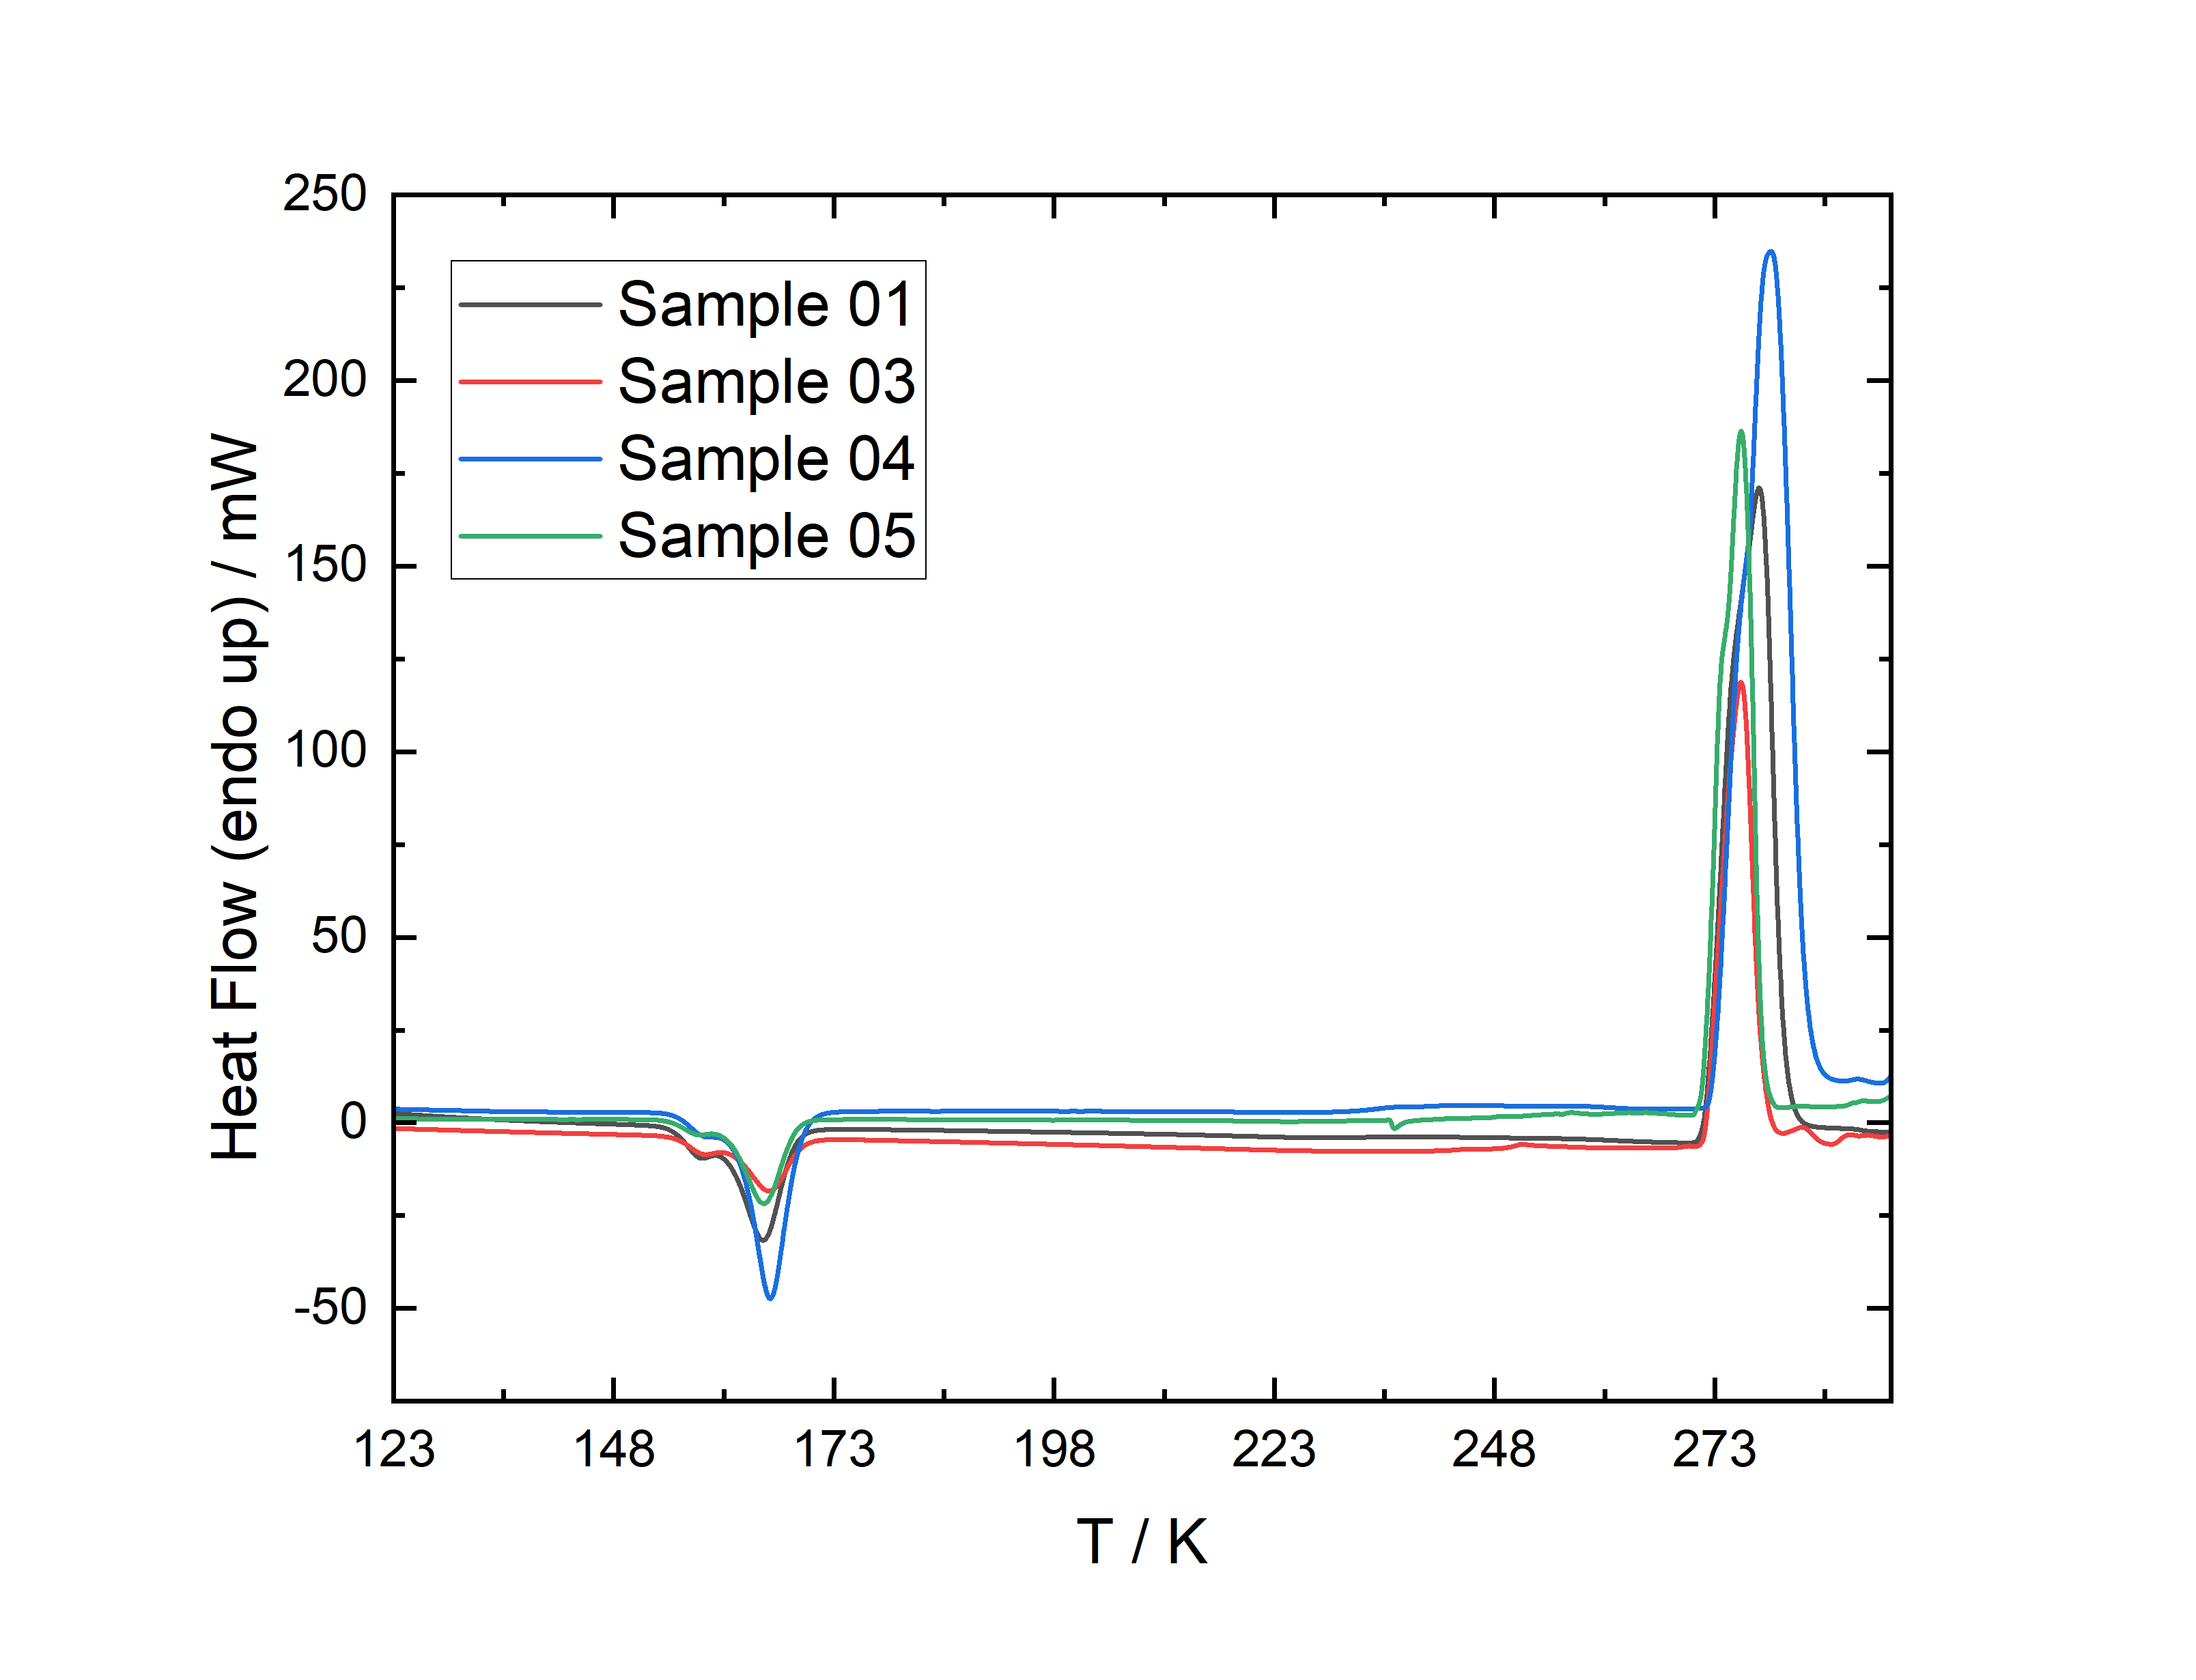 250
200
150
100
50
0
-50
Heat Flow (endo up) / mW
Sample 01
Sample 03
Sample 04
Sample 05
123 148 173 198 223 248 273
T / K